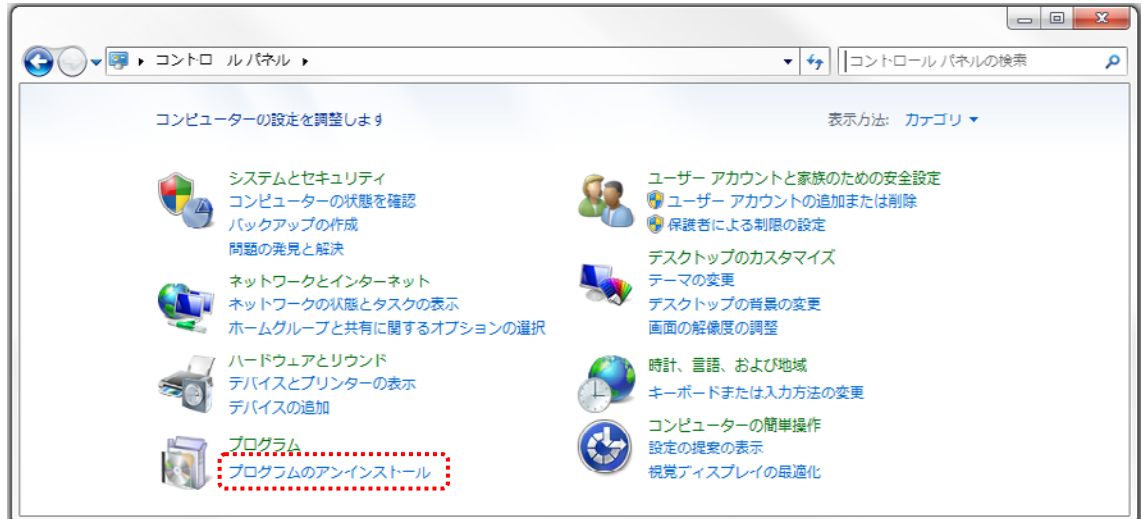 コントロ ルパネル
コントロール パネルの検索
コンピューターの設定を調整します
表示方法: カテゴリ
システムとセキュリティ
コンピューターの状態を確認
バックアップの作成
問題の発見と解決
ネットワークとインターネット
ネットワークの状態とタスクの表示
ホームグループと共有に関するオプションの選択
ハードウェアとリウンド
デバイスとプリンターの表示
デバイスの追加
プログラム
プログラムのアンインストール
ユーザー アカウントと家族のための安全設定
ユーザー アカウントの追加または削除
保護者による制限の設定
デスクトップのカスタマイズ
テーマの変更
デスクトップの背景の変更
画面の解像度の調整
時計、言語、および地域
キーボードまたは入力方法の変更
コンピューターの簡単操作
設定の提案の表示
視覚ディスプレイの最適化